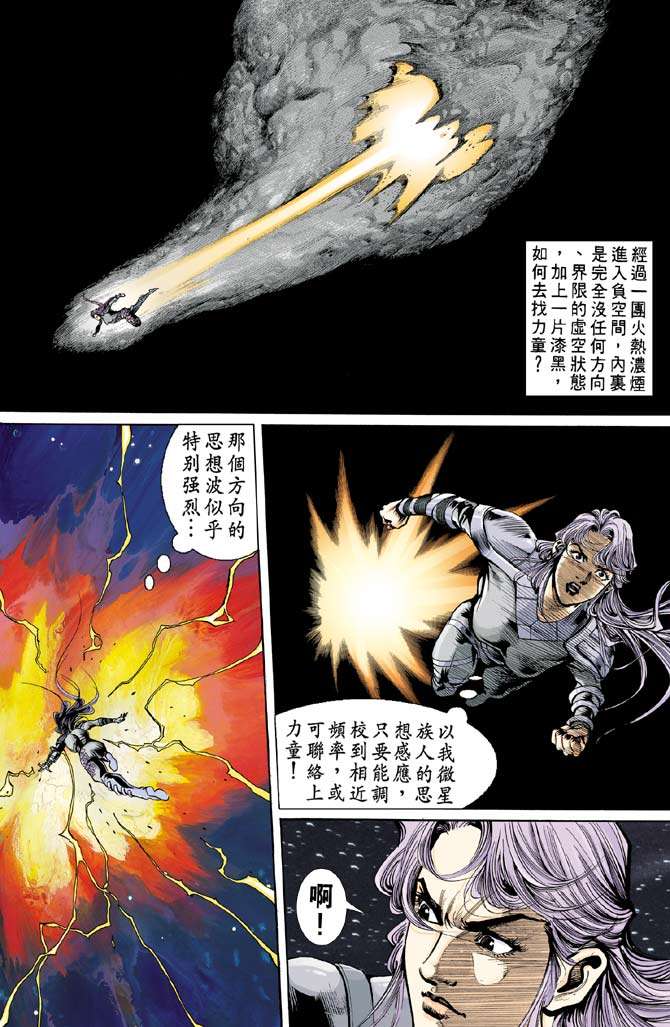 經過一團火熱濃煙
進入負空間，內裏
是完全沒任何方向
、界限的虛空狀態
，加上一片漆黑，
如何去找力童？
以我微星
族人的思
想感應，
只要能調
校到相近
頻率，或
可聯絡上
力童！
那個方向的
思想波似乎
特別强烈…
啊！